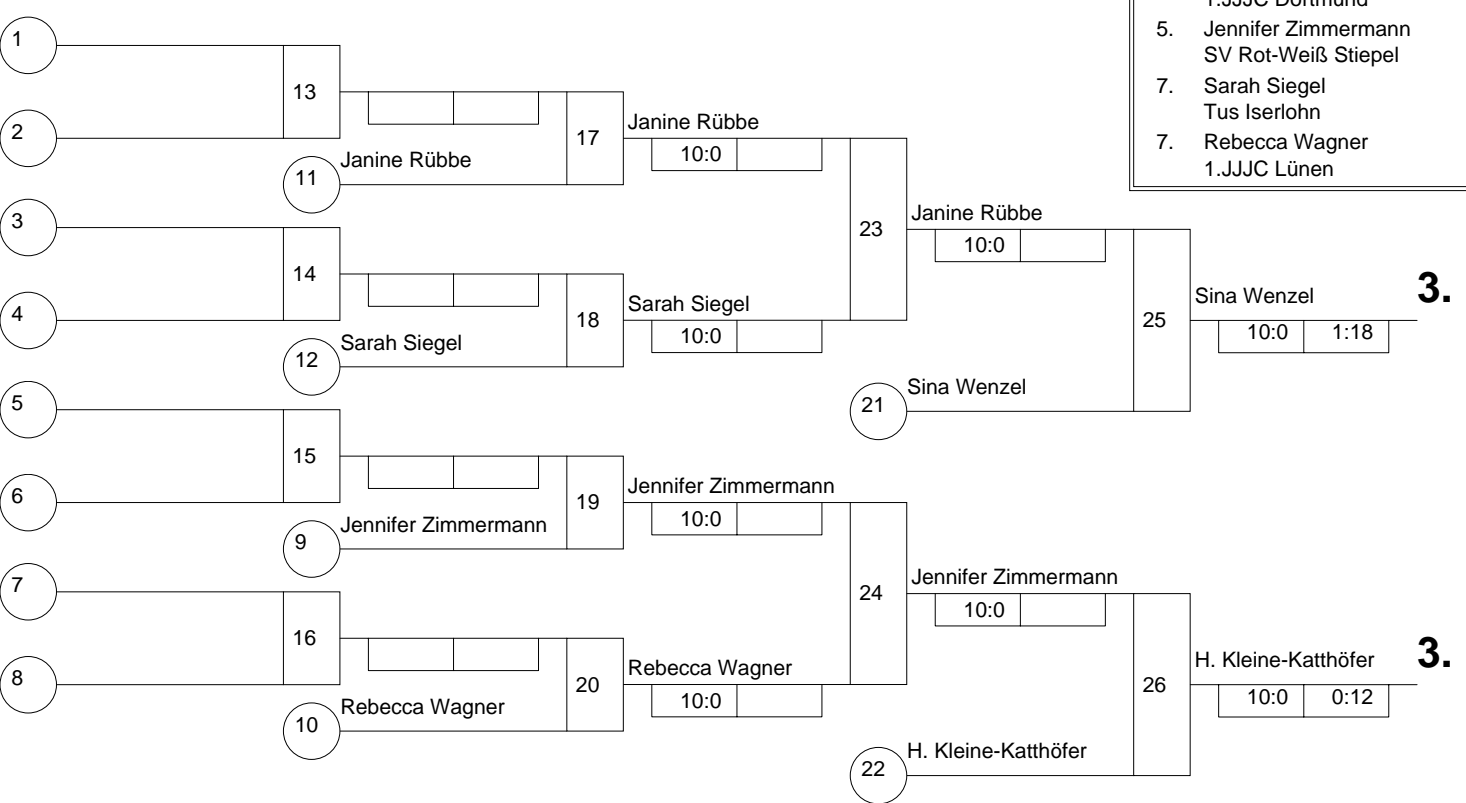 1.JJJC Dortmund
5. Jennifer Zimmermann
SV Rot-Weiß Stiepel
7. Sarah Siegel
Tus Iserlohn
7. Rebecca Wagner
1.JJJC Lünen
1
13
2
17
Janine Rübbe
10:0
11
Janine Rübbe
3
23
Janine Rübbe
10:0
14
4
18
Sarah Siegel
10:0
12
Sarah Siegel
25
Sina Wenzel
3.
10:0 1:18
21
Sina Wenzel
5
15
6
19
Jennifer Zimmermann
10:0
9
Jennifer Zimmermann
7
24
Jennifer Zimmermann
10:0
16
8
20
Rebecca Wagner
10:0
10
Rebecca Wagner
26
H. Kleine-Katthöfer
3.
10:0 0:12
22
H. Kleine-Katthöfer